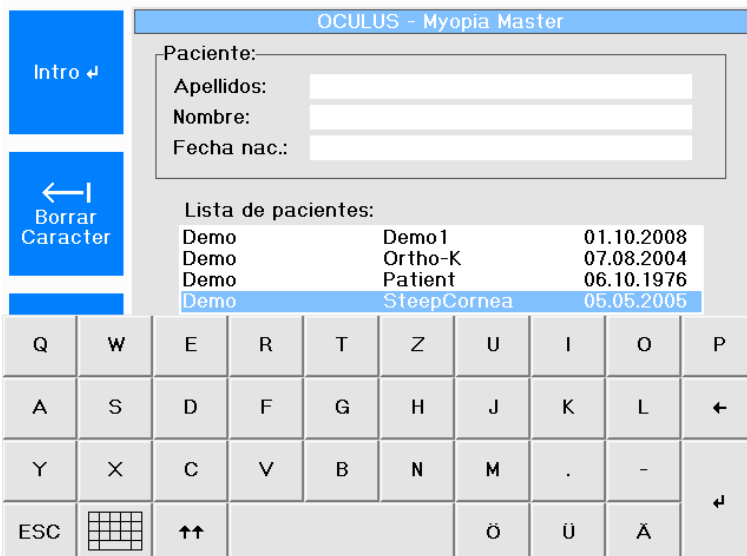 OCULUS - Myopia Master
Intro ↵
Paciente:
Apellidos:
Nombre:
Fecha nac.:
Borrar
Caracter
Lista de pacientes:
Demo Demo1 01.10.2008
Demo Ortho-K 07.08.2004
Demo Patient 06.10.1976
Demo SteepCornea 05.05.2005
Q W E R T Z U I O P
A S D F G H J K L ←
Y X C V B N M . - ↵
ESC ↑↑ Ö Ü Ä